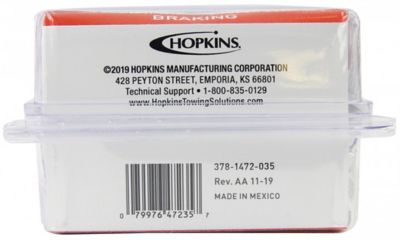 BRAKING
HOPKINS
©2019 HOPKINS MANUFACTURING CORPORATION
428 PEYTON STREET, EMPORIA, KS 66801
Technical Support • 1-800-835-0129
www.HopkinsTowingSolutions.com
378-1472-035
Rev. AA 11-19
MADE IN MEXICO
0 79976 47235 7